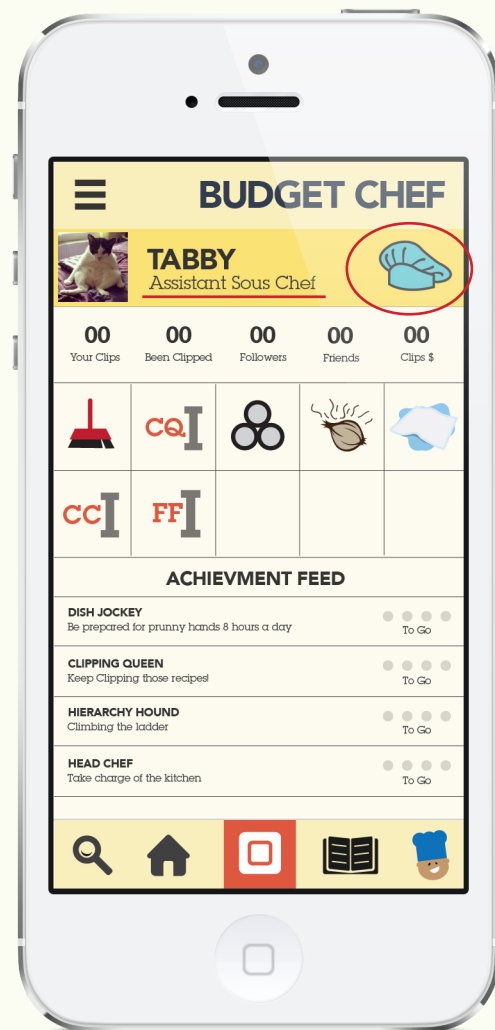 BUDGET CHEF
TABBY
Assistant Sous Chef
00 00 00 00 00
Your Clips Been Clipped Followers Friends Clips $
CQ
CC FF
ACHIEVMENT FEED
DISH JOCKEY
Be prepared for prunny hands 8 hours a day
To Go
CLIPPING QUEEN
Keep Clipping those recipes!
To Go
HIERARCHY HOUND
Climbing the ladder
To Go
HEAD CHEF
Take charge of the kitchen
To Go